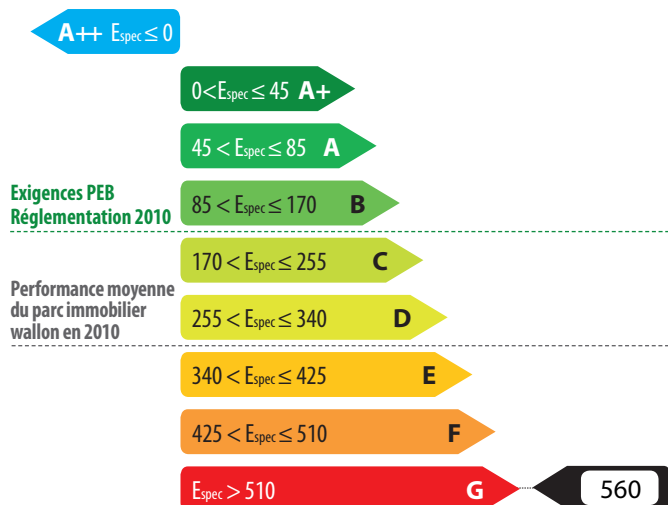 A++ Espec ≤ 0
0<Espec ≤ 45 A+
45 < Espec ≤ 85 A
Exigences PEB
Réglementation 2010
85 < Espec ≤ 170 B
170 < Espec ≤ 255 C
Performance moyenne
du parc immobilier
wallon en 2010
255 < Espec ≤ 340 D
340 < Espec ≤ 425 E
425 < Espec ≤ 510 F
Espec > 510 G 560